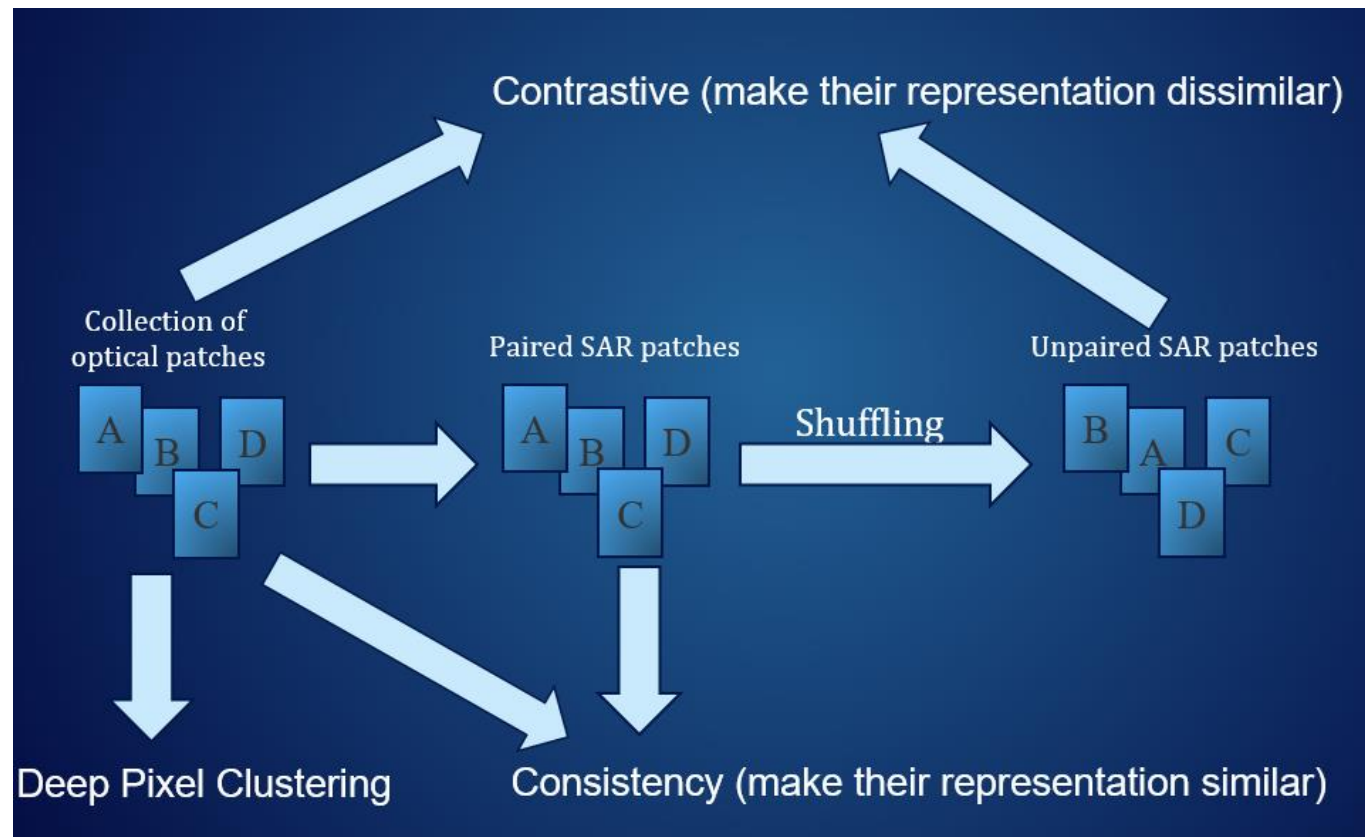 Contrastive (make their representation dissimilar)
Collection of
optical patches
Paired SAR patches
Unpaired SAR patches
A
B
D
C
A
B
D
C
Shuffling
B
A
C
D
Deep Pixel Clustering
Consistency (make their representation similar)